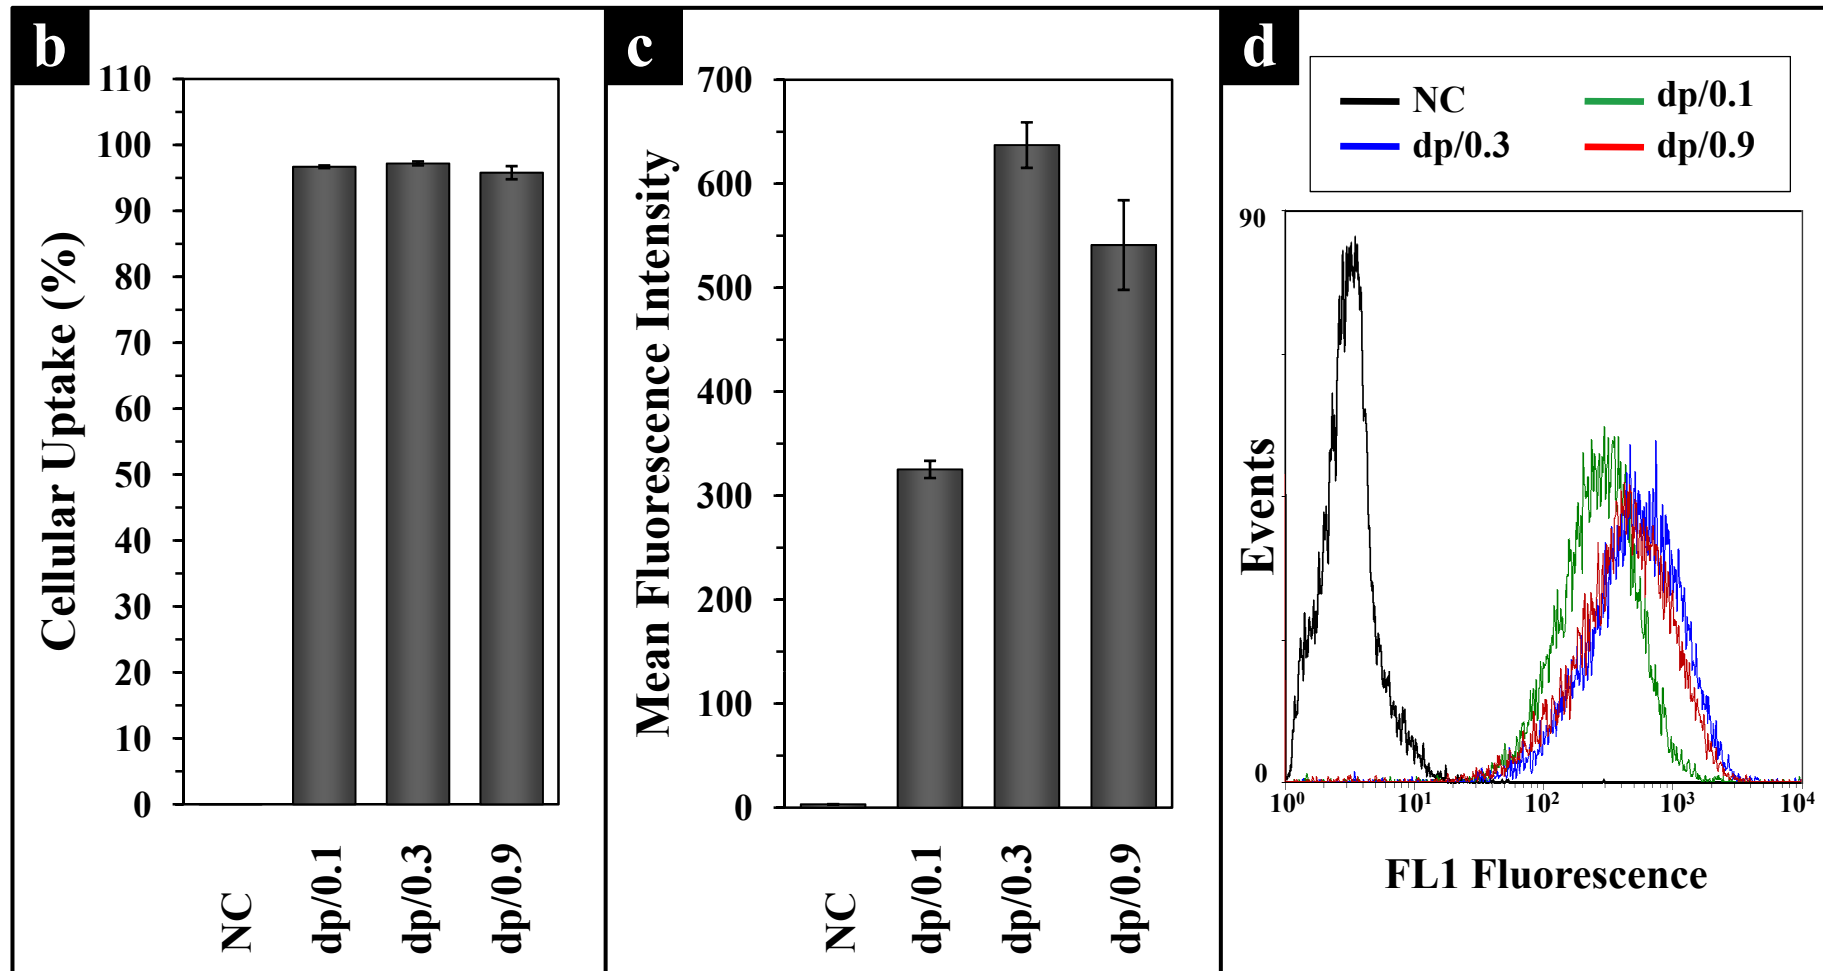 b
110
100
90
80
70
60
50
40
30
20
10
0
Cellular Uptake (%)
NC
dp/0.1
dp/0.3
dp/0.9
c
700
600
500
400
300
200
100
0
Mean Fluorescence Intensity
NC
dp/0.1
dp/0.3
dp/0.9
d
NC
dp/0.1
dp/0.3
dp/0.9
90
0
Events
10⁰ 10¹ 10² 10³ 10⁴
FL1 Fluorescence